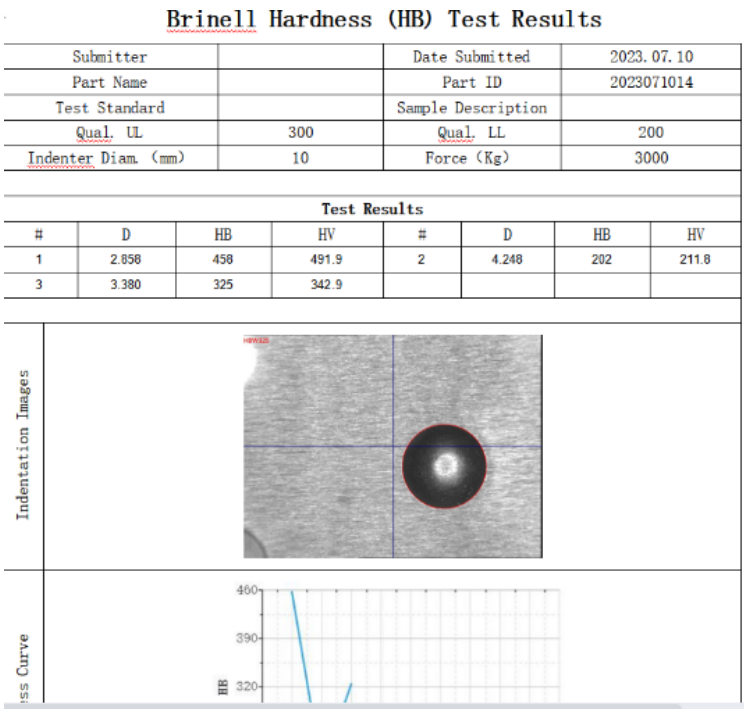 Brinell Hardness (HB) Test Results
Submitter Date Submitted 2023.07.10
Part Name Part ID 2023071014
Test Standard Sample Description
Qual. UL 300 Qual. LL 200
Indenter Diam. (mm) 10 Force (Kg) 3000
Test Results
# D HB HV # D HB HV
1 2.858 458 491.9 2 4.248 202 211.8
3 3.380 325 342.9
Indentation Images
HBW325
460
390
HB 320
ess Curve